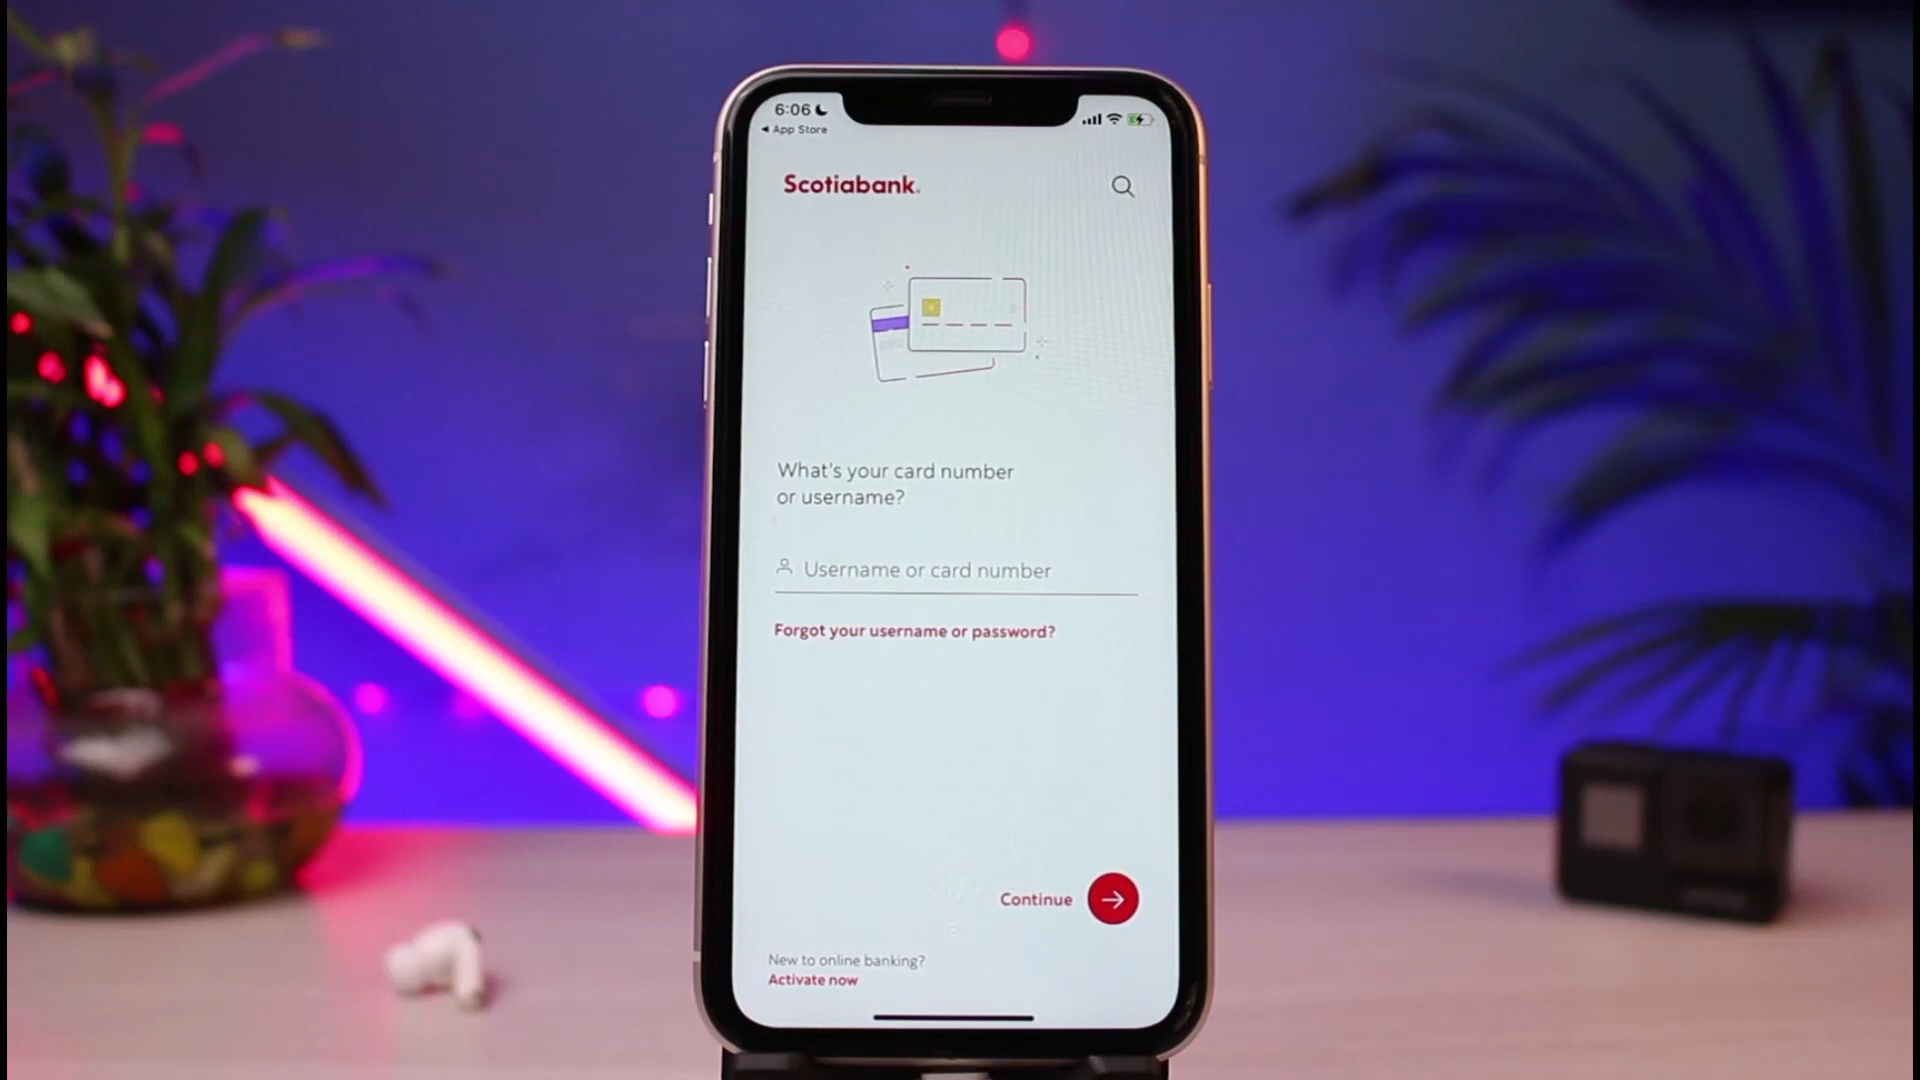 6:06
App Store
Scotiabank
What's your card number
or username?
Username or card number
Forgot your username or password?
Continue
New to online banking?
Activate now